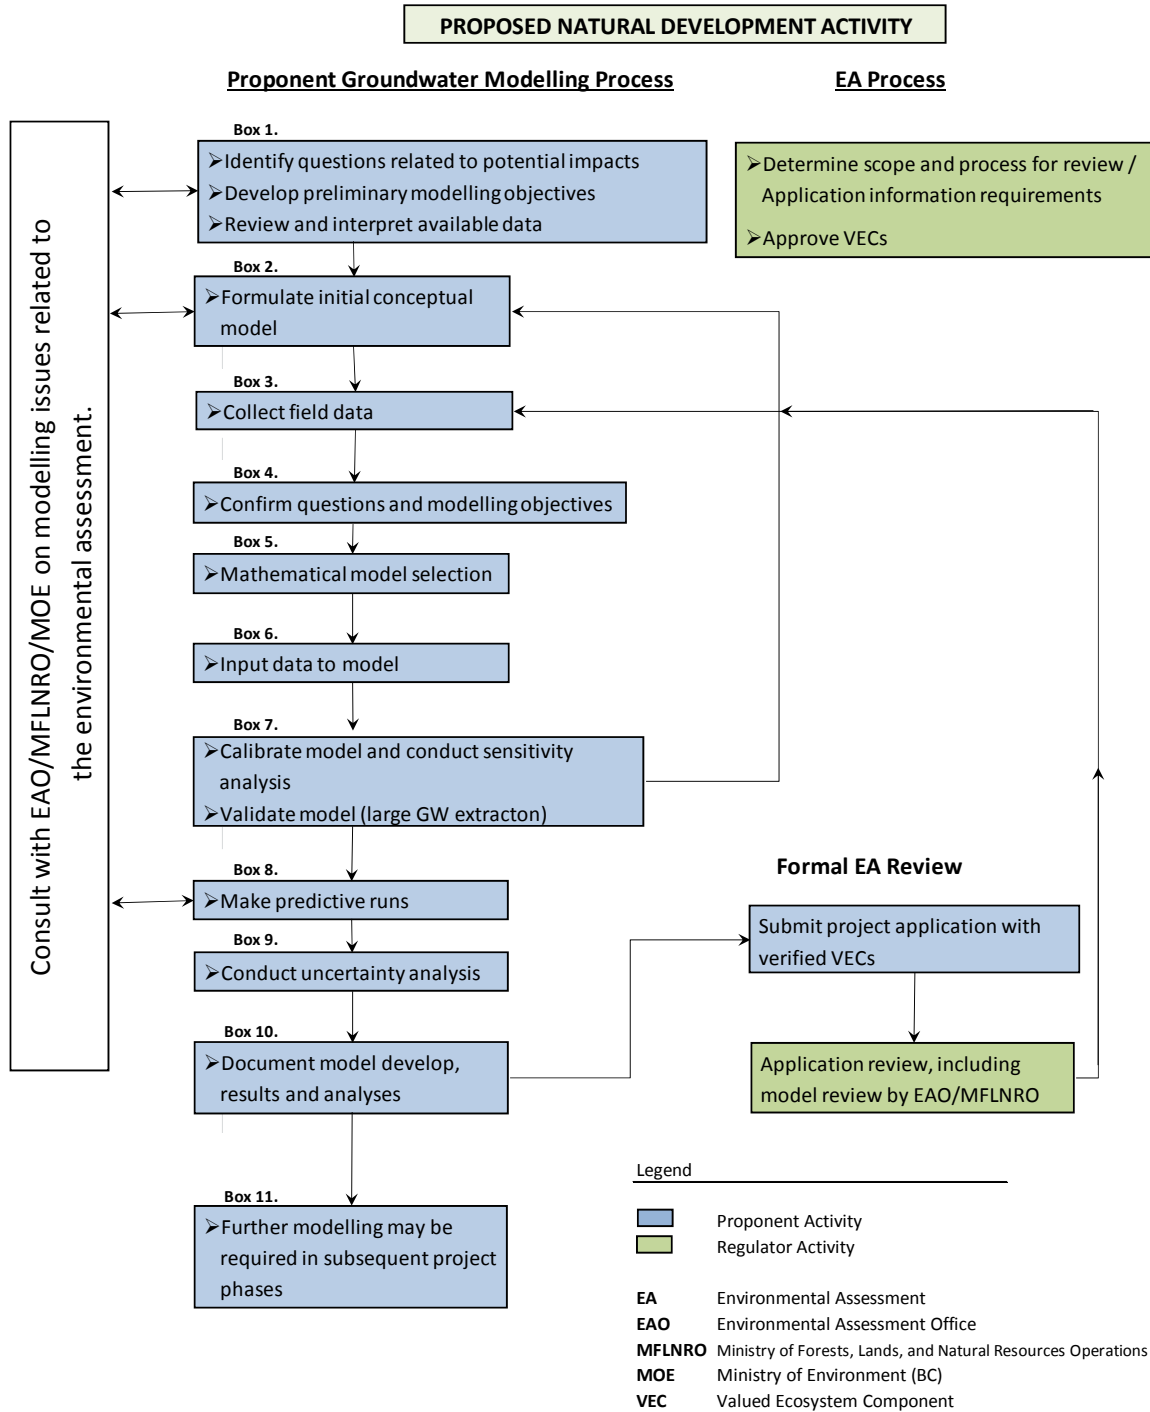 PROPOSED NATURAL DEVELOPMENT ACTIVITY
Proponent Groundwater Modelling Process
EA Process
Consult with EAO/MFLNRO/MOE on modelling issues related to
the environmental assessment.
Box 1.
➢Identify questions related to potential impacts
➢Develop preliminary modelling objectives
➢Review and interpret available data
➢Determine scope and process for review /
Application information requirements
➢Approve VECs
Box 2.
➢Formulate initial conceptual
model
Box 3.
➢Collect field data
Box 4.
➢Confirm questions and modelling objectives
Box 5.
➢Mathematical model selection
Box 6.
➢Input data to model
Box 7.
➢Calibrate model and conduct sensitivity
analysis
➢Validate model (large GW extracton)
Box 8.
➢Make predictive runs
Box 9.
➢Conduct uncertainty analysis
Box 10.
➢Document model develop,
results and analyses
Box 11.
➢Further modelling may be
required in subsequent project
phases
Formal EA Review
Submit project application with
verified VECs
Application review, including
model review by EAO/MFLNRO
Legend
Proponent Activity
Regulator Activity
EA Environmental Assessment
EAO Environmental Assessment Office
MFLNRO Ministry of Forests, Lands, and Natural Resources Operations
MOE Ministry of Environment (BC)
VEC Valued Ecosystem Component